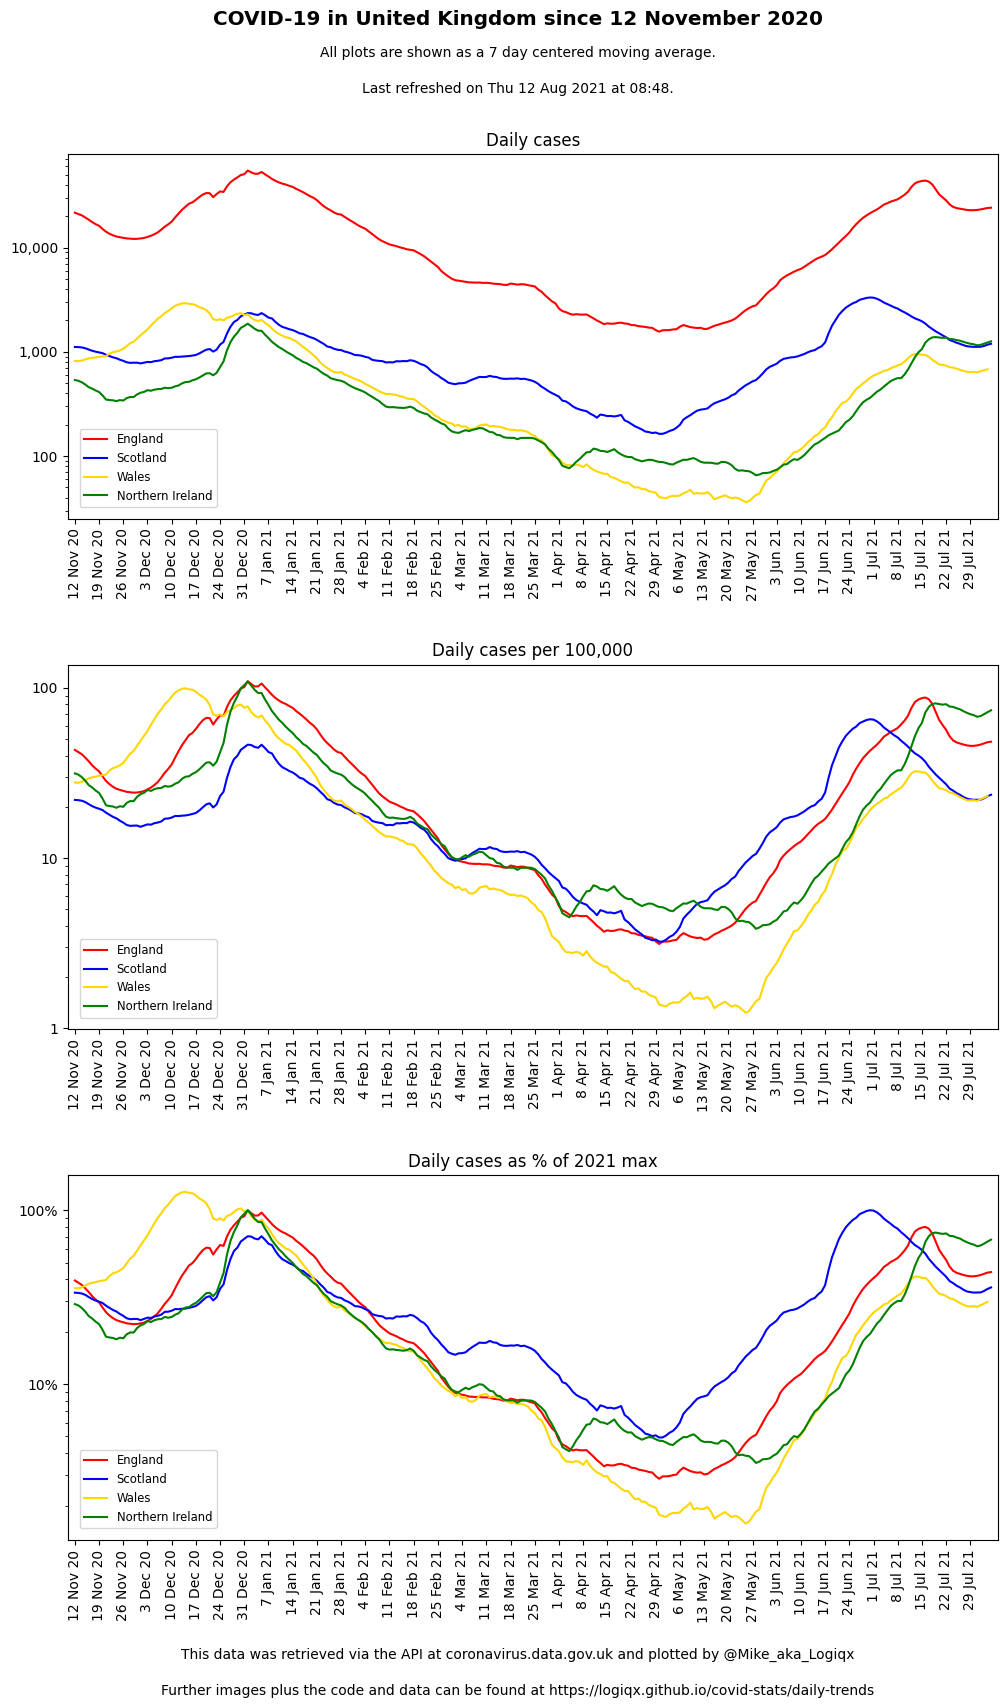 COVID-19 in United Kingdom since 12 November 2020
All plots are shown as a 7 day centered moving average.
Last refreshed on Thu 12 Aug 2021 at 08:48.
Daily cases
10,000
1,000
100
England
Scotland
Wales
Northern Ireland
12 Nov 20
19 Nov 20
26 Nov 20
3 Dec 20
10 Dec 20
17 Dec 20
24 Dec 20
31 Dec 20
7 Jan 21
14 Jan 21
21 Jan 21
28 Jan 21
4 Feb 21
11 Feb 21
18 Feb 21
25 Feb 21
4 Mar 21
11 Mar 21
18 Mar 21
25 Mar 21
1 Apr 21
8 Apr 21
15 Apr 21
22 Apr 21
29 Apr 21
6 May 21
13 May 21
20 May 21
27 May 21
3 Jun 21
10 Jun 21
17 Jun 21
24 Jun 21
1 Jul 21
8 Jul 21
15 Jul 21
22 Jul 21
29 Jul 21
Daily cases per 100,000
100
10
1
England
Scotland
Wales
Northern Ireland
12 Nov 20
19 Nov 20
26 Nov 20
3 Dec 20
10 Dec 20
17 Dec 20
24 Dec 20
31 Dec 20
7 Jan 21
14 Jan 21
21 Jan 21
28 Jan 21
4 Feb 21
11 Feb 21
18 Feb 21
25 Feb 21
4 Mar 21
11 Mar 21
18 Mar 21
25 Mar 21
1 Apr 21
8 Apr 21
15 Apr 21
22 Apr 21
29 Apr 21
6 May 21
13 May 21
20 May 21
27 May 21
3 Jun 21
10 Jun 21
17 Jun 21
24 Jun 21
1 Jul 21
8 Jul 21
15 Jul 21
22 Jul 21
29 Jul 21
Daily cases as % of 2021 max
100%
10%
England
Scotland
Wales
Northern Ireland
12 Nov 20
19 Nov 20
26 Nov 20
3 Dec 20
10 Dec 20
17 Dec 20
24 Dec 20
31 Dec 20
7 Jan 21
14 Jan 21
21 Jan 21
28 Jan 21
4 Feb 21
11 Feb 21
18 Feb 21
25 Feb 21
4 Mar 21
11 Mar 21
18 Mar 21
25 Mar 21
1 Apr 21
8 Apr 21
15 Apr 21
22 Apr 21
29 Apr 21
6 May 21
13 May 21
20 May 21
27 May 21
3 Jun 21
10 Jun 21
17 Jun 21
24 Jun 21
1 Jul 21
8 Jul 21
15 Jul 21
22 Jul 21
29 Jul 21
This data was retrieved via the API at coronavirus.data.gov.uk and plotted by @Mike_aka_Logiqx
Further images plus the code and data can be found at https://logiqx.github.io/covid-stats/daily-trends